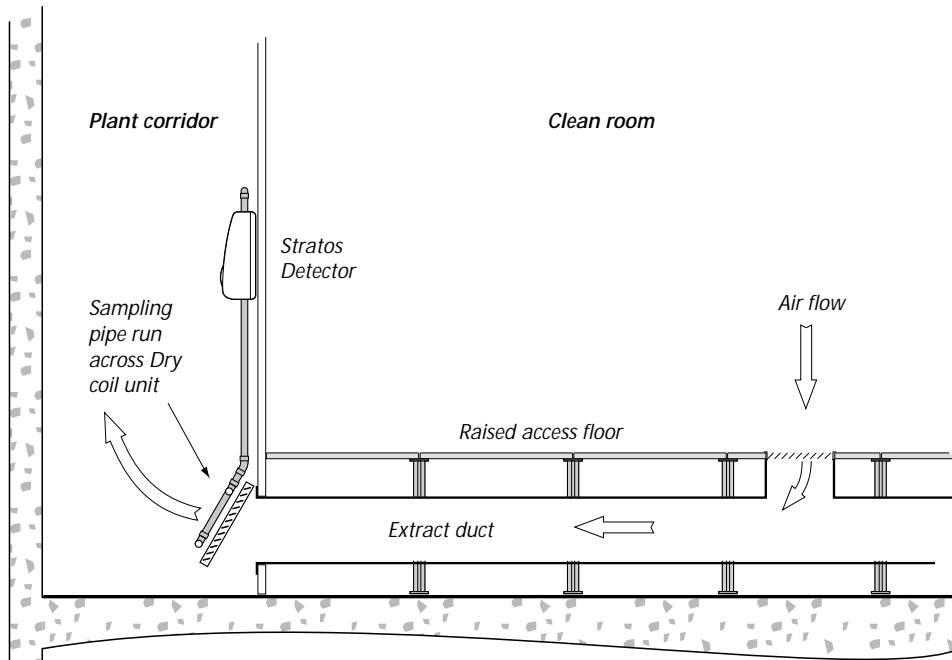 Plant corridor
Clean room
Stratos
Detector
Sampling
pipe run
across Dry
coil unit
Air flow
Raised access floor
Extract duct